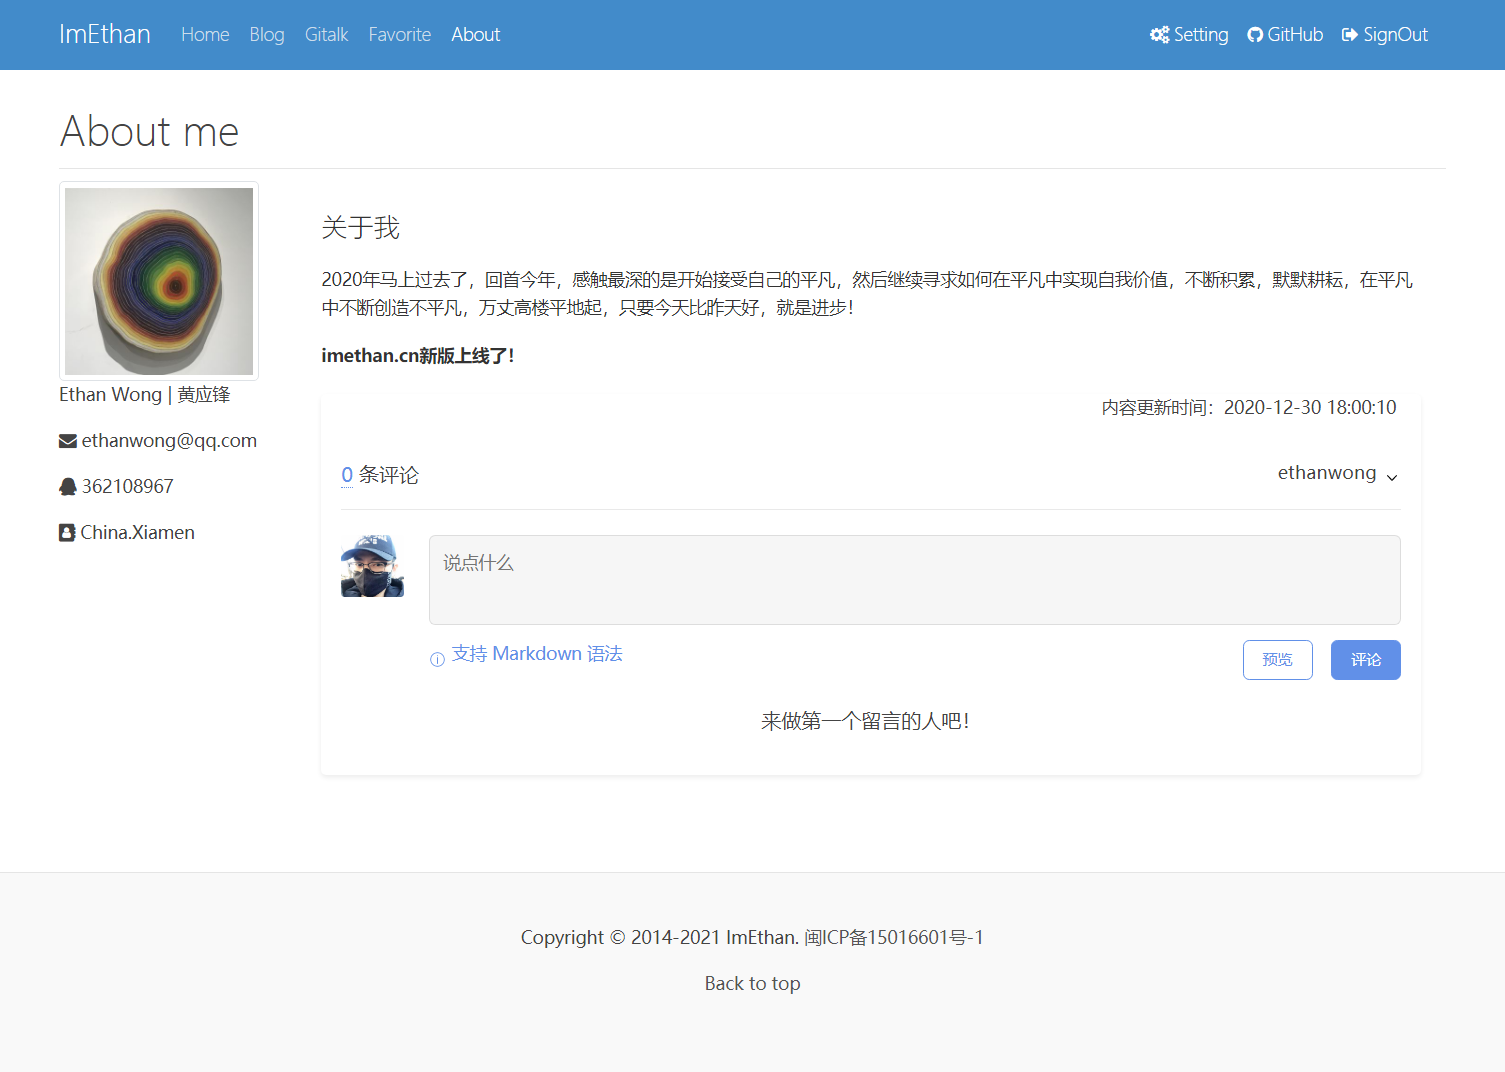 ImEthan Home Blog Gitalk Favorite About Setting GitHub SignOut
About me
关于我
2020年马上过去了，回首今年，感触最深的是开始接受自己的平凡，然后继续寻求如何在平凡中实现自我价值，不断积累，默默耕耘，在平凡
中不断创造不平凡，万丈高楼平地起，只要今天比昨天好，就是进步！
imethan.cn新版上线了！
Ethan Wong | 黄应锋
ethanwong@qq.com
362108967
China.Xiamen
内容更新时间：2020-12-30 18:00:10
0 条评论
ethanwong
说点什么
支持 Markdown 语法
预览
评论
来做第一个留言的人吧！
Copyright © 2014-2021 ImEthan. 闽ICP备15016601号-1
Back to top